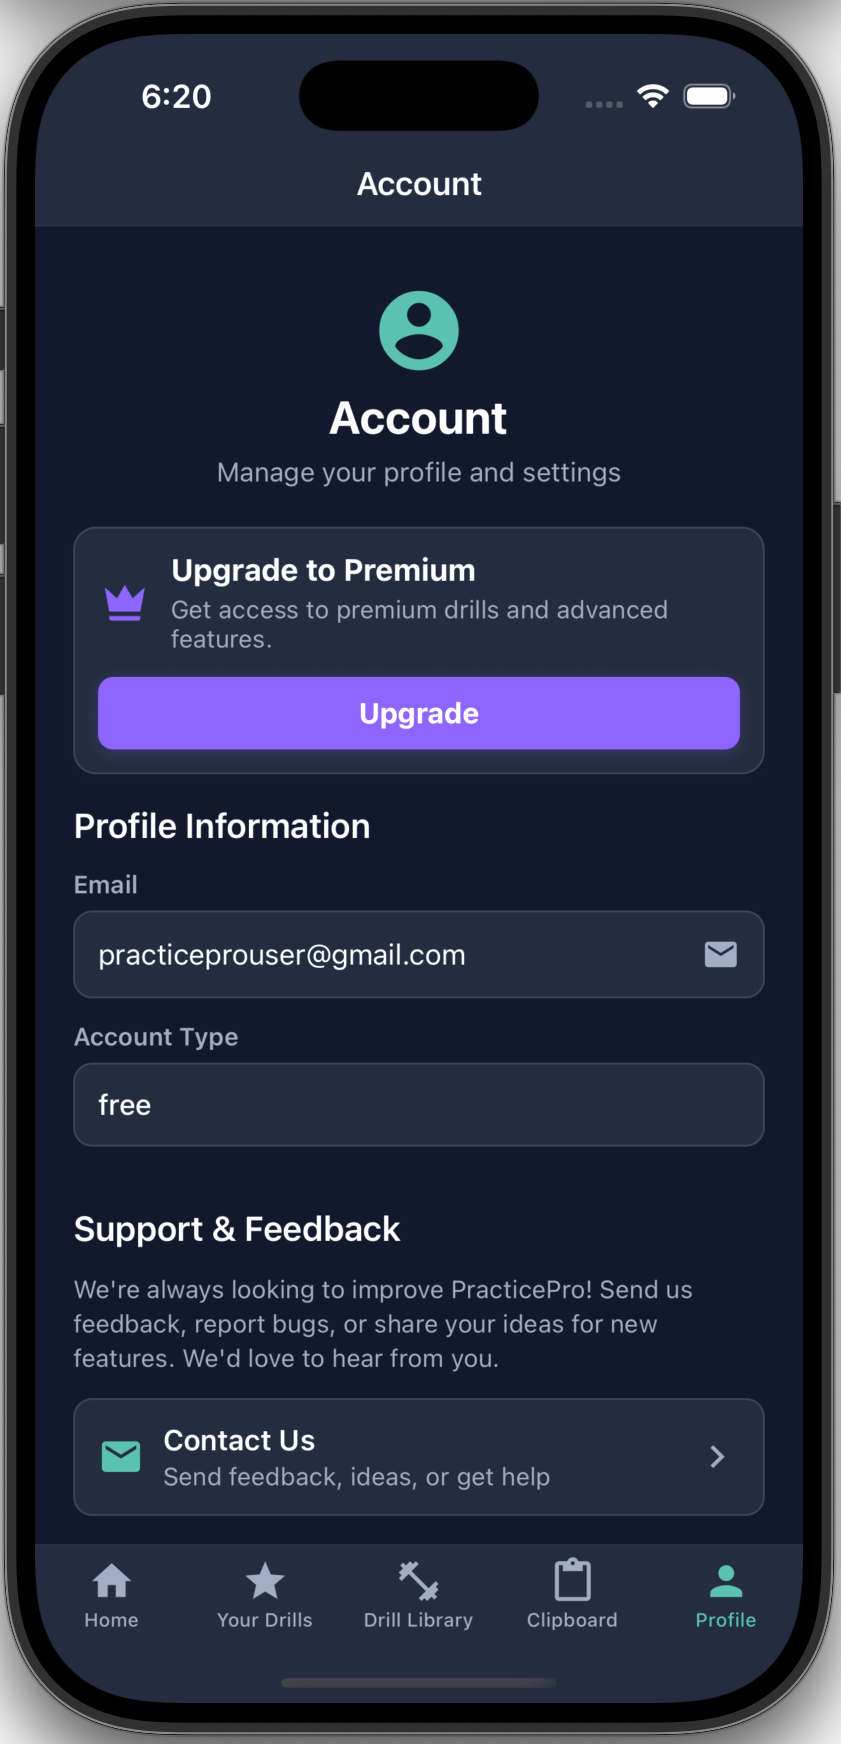 6:20
Account
Account
Manage your profile and settings
Upgrade to Premium
Get access to premium drills and advanced
features.
Upgrade
Profile Information
Email
practiceprouser@gmail.com
Account Type
free
Support & Feedback
We're always looking to improve PracticePro! Send us
feedback, report bugs, or share your ideas for new
features. We'd love to hear from you.
Contact Us
Send feedback, ideas, or get help
Home
Your Drills
Drill Library
Clipboard
Profile